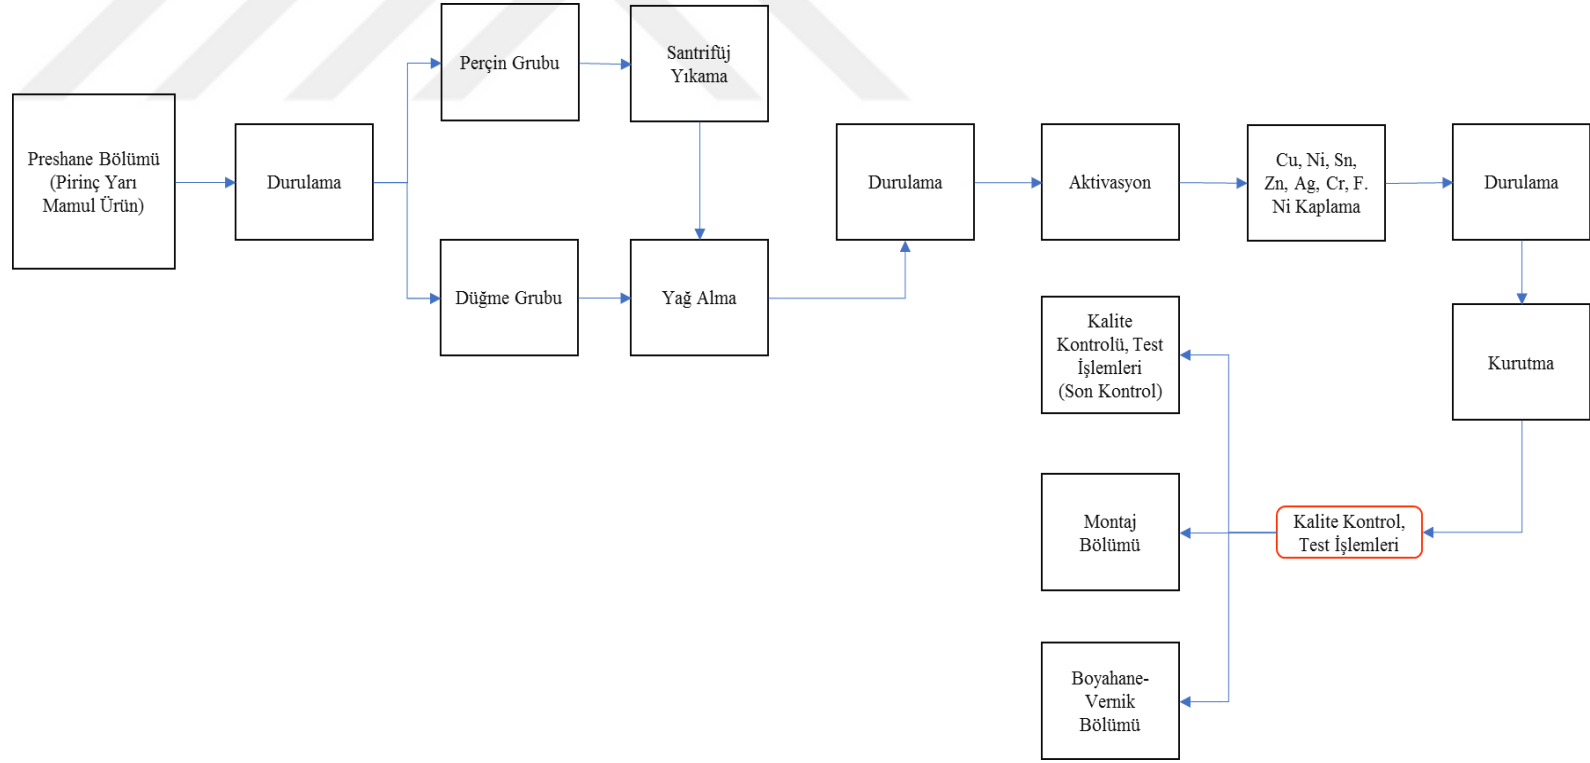 Preshane Bölümü
(Pirinç Yarı
Mamul Ürün)
Durulama
Perçin Grubu
Santrifüj
Yıkama
Düğme Grubu
Yağ Alma
Durulama
Aktivasyon
Cu, Ni, Sn,
Zn, Ag, Cr, F.
Ni Kaplama
Durulama
Kurutma
Kalite Kontrol,
Test İşlemleri
Kalite
Kontrolü, Test
İşlemleri
(Son Kontrol)
Montaj
Bölümü
Boyahane-
Vernik
Bölümü